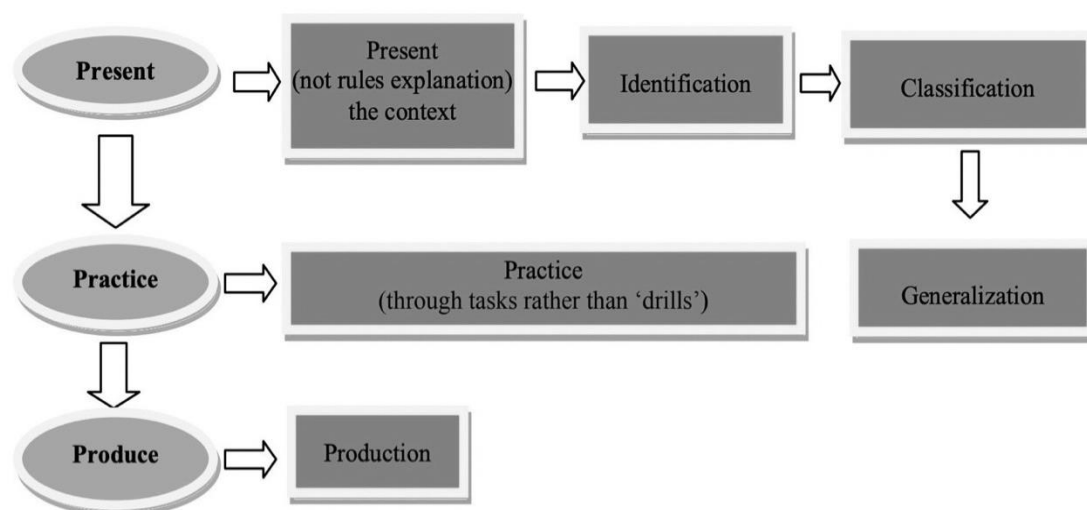 Present
Present
(not rules explanation)
the context
Identification
Classification
Practice
Practice
(through tasks rather than ‘drills’)
Generalization
Produce
Production